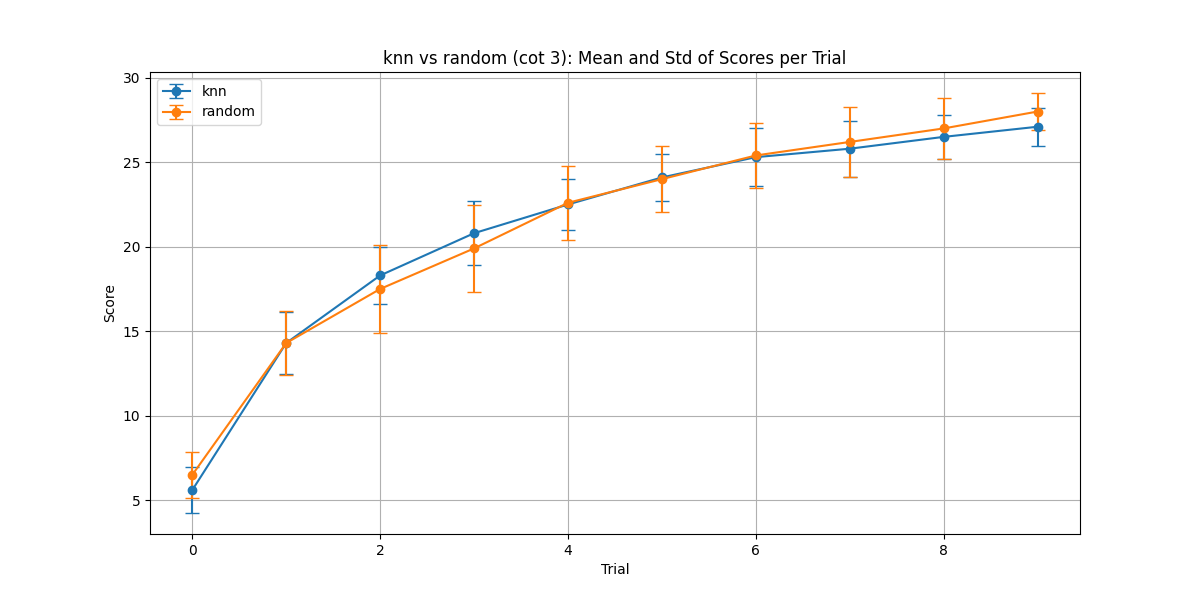 knn vs random (cot 3): Mean and Std of Scores per Trial
30
25
20
15
10
5
Score
knn
random
0
2
4
6
8
Trial